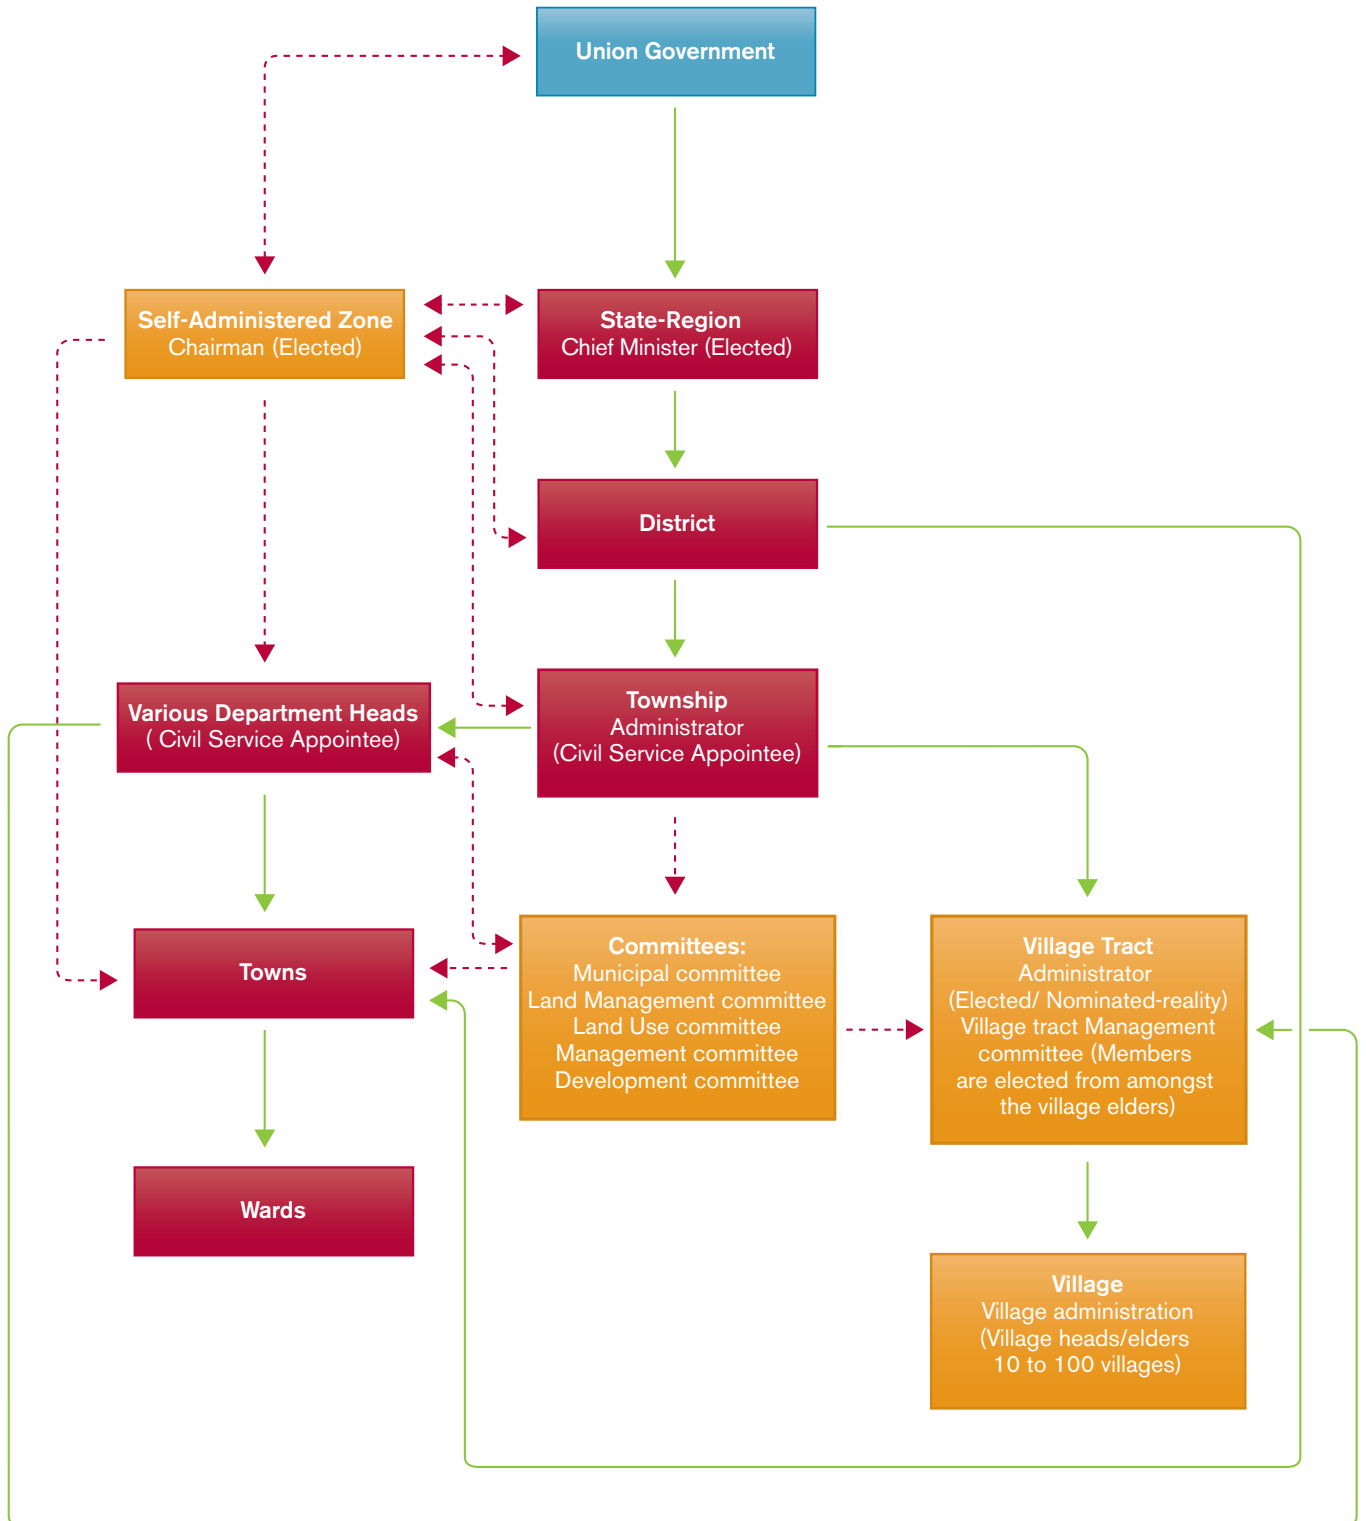 Union Government
Self-Administered Zone
Chairman (Elected)
State-Region
Chief Minister (Elected)
District
Various Department Heads
( Civil Service Appointee)
Township
Administrator
(Civil Service Appointee)
Towns
Committees:
Municipal committee
Land Management committee
Land Use committee
Management committee
Development committee
Village Tract
Administrator
(Elected/ Nominated-reality)
Village tract Management
committee (Members
are elected from amongst
the village elders)
Wards
Village
Village administration
(Village heads/elders
10 to 100 villages)